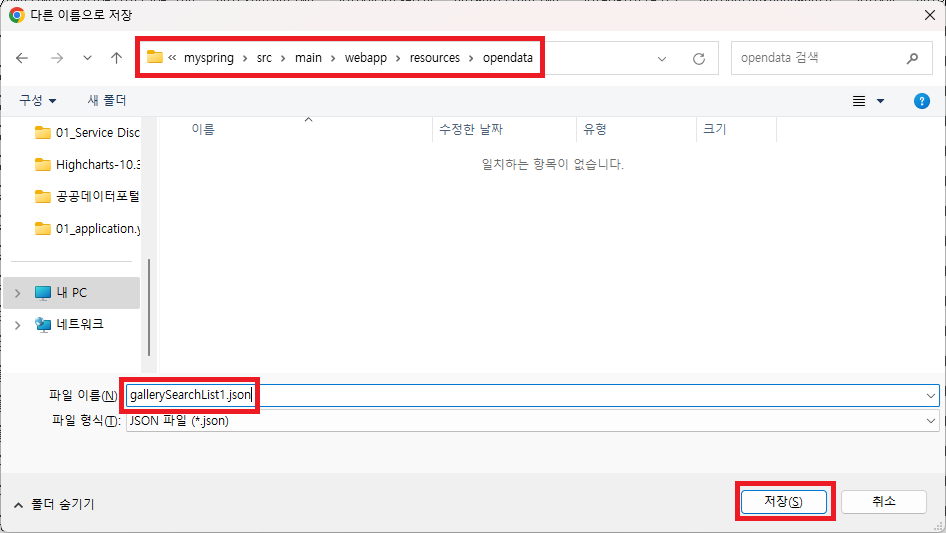 다른 이름으로 저장
« myspring › src › main › webapp › resources › opendata
opendata 검색
구성 새 폴더
이름 수정한 날짜 유형 크기
01_Service Disc
일치하는 항목이 없습니다.
Highcharts-10.3
공공데이터포털
01_application.y
내 PC
네트워크
파일 이름(N): gallerySearchList1.json
파일 형식(T): JSON 파일 (*.json)
폴더 숨기기 저장(S) 취소